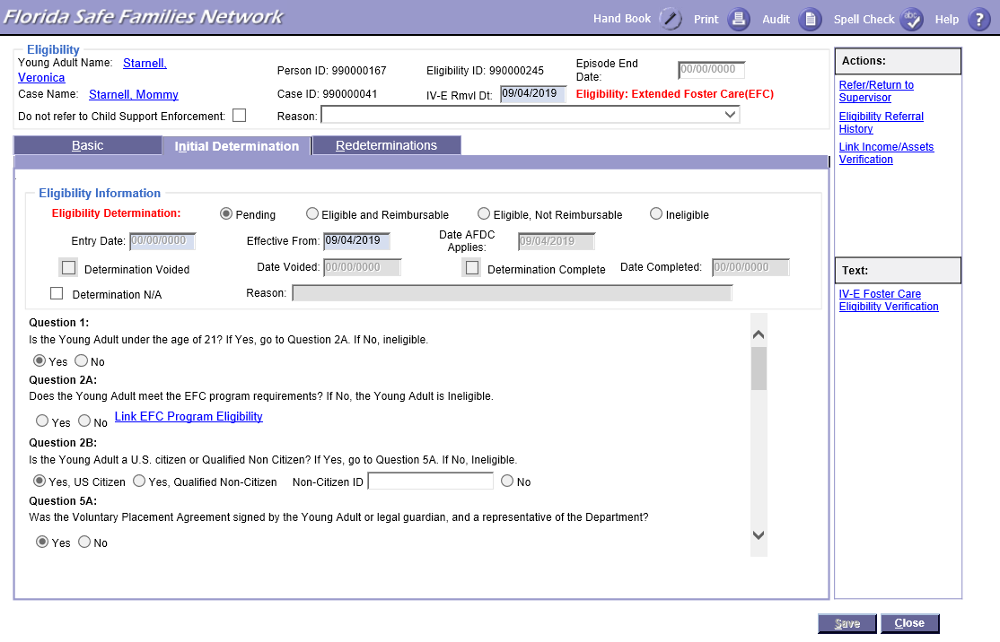 Florida Safe Families Network
Hand Book Print Audit Spell Check abc Help ?
Eligibility
Young Adult Name: Starnell, Veronica
Person ID: 990000167 Eligibility ID: 990000245 Episode End Date: 00/00/0000
Case Name: Starnell, Mommy Case ID: 990000041 IV-E Rmvl Dt: 09/04/2019 Eligibility: Extended Foster Care(EFC)
Do not refer to Child Support Enforcement: Reason:
Basic Initial Determination Redeterminations
Eligibility Information
Eligibility Determination: Pending Eligible and Reimbursable Eligible, Not Reimbursable Ineligible
Entry Date: 00/00/0000 Effective From: 09/04/2019 Date AFDC Applies: 09/04/2019
Determination Voided Date Voided: 00/00/0000 Determination Complete Date Completed: 00/00/0000
Determination N/A Reason:
Question 1:
Is the Young Adult under the age of 21? If Yes, go to Question 2A. If No, ineligible.
Yes No
Question 2A:
Does the Young Adult meet the EFC program requirements? If No, the Young Adult is Ineligible.
Yes No Link EFC Program Eligibility
Question 2B:
Is the Young Adult a U.S. citizen or Qualified Non Citizen? If Yes, go to Question 5A. If No, Ineligible.
Yes, US Citizen Yes, Qualified Non-Citizen Non-Citizen ID No
Question 5A:
Was the Voluntary Placement Agreement signed by the Young Adult or legal guardian, and a representative of the Department?
Yes No
Actions:
Refer/Return to
Supervisor
Eligibility Referral
History
Link Income/Assets
Verification
Text:
IV-E Foster Care
Eligibility Verification
Save Close